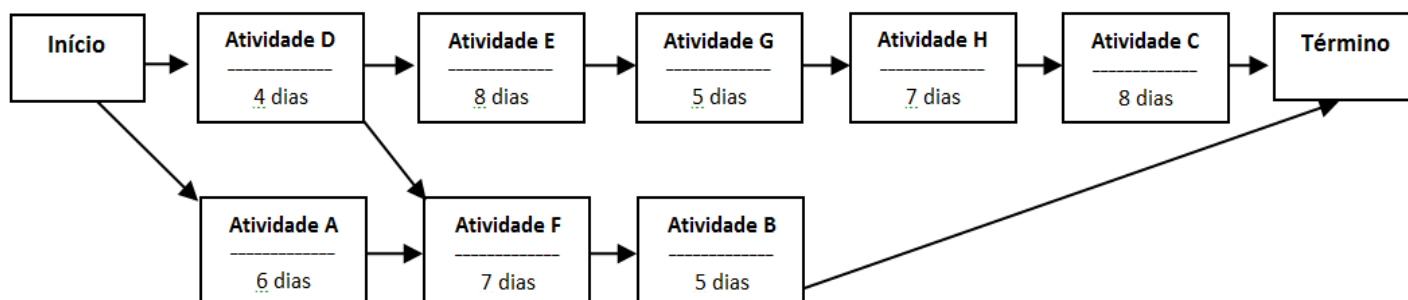 Início
Atividade D
-------------
4 dias
Atividade E
-------------
8 dias
Atividade G
-------------
5 dias
Atividade H
-------------
7 dias
Atividade C
-------------
8 dias
Término
Atividade A
-------------
6 dias
Atividade F
-------------
7 dias
Atividade B
-------------
5 dias